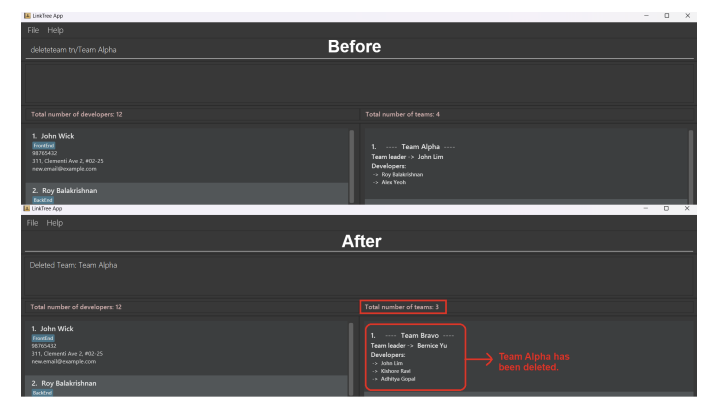 LinkTree App
File Help
Before
deleteteam tn/Team Alpha
Total number of developers: 12
Total number of teams: 4
1. John Wick
FrontEnd
98765432
311, Clementi Ave 2, #02-25
new.email@example.com
2. Roy Balakrishnan
BackEnd
1. ---- Team Alpha ----
Team leader -> John Lim
Developers:
-> Roy Balakrishnan
-> Alex Yeoh
LinkTree App
File Help
After
Deleted Team: Team Alpha
Total number of developers: 12
Total number of teams: 3
1. John Wick
FrontEnd
98765432
311, Clementi Ave 2, #02-25
new.email@example.com
2. Roy Balakrishnan
BackEnd
1. ---- Team Bravo ----
Team leader -> Bernice Yu
Developers:
-> John Lim
-> Kishore Ravi
-> Adhitya Gopal
Team Alpha has
been deleted.